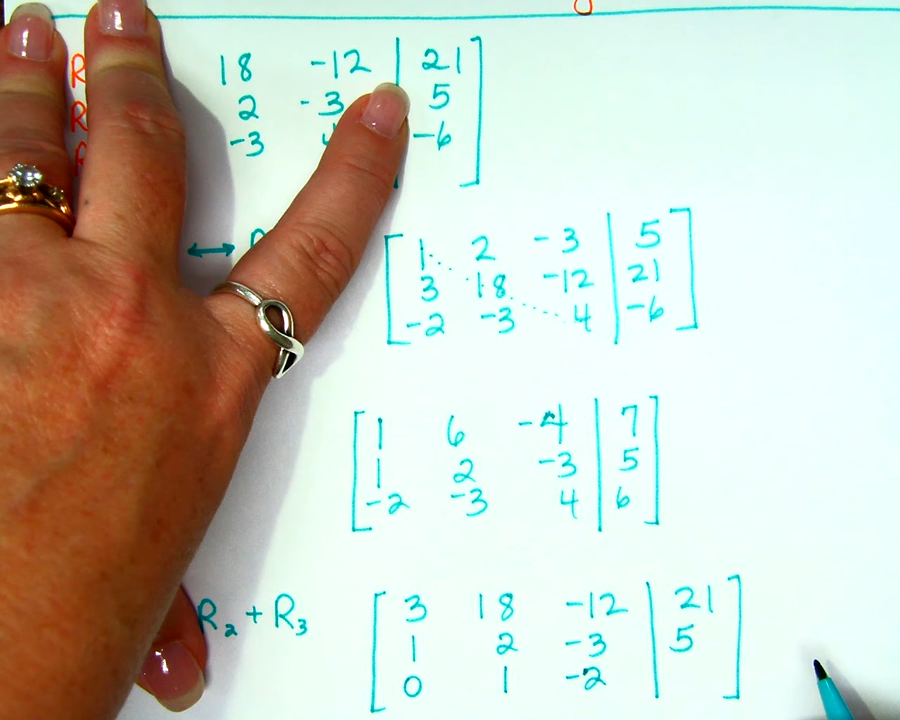 R 18 -12 | 21
R 2 -3 | 5
R -3 4 | -6
↔
1 2 -3 | 5
3 18 -12 | 21
-2 -3 4 | -6
1 6 -4 | 7
1 2 -3 | 5
-2 -3 4 | 6
3 18 -12 | 21
R₂ + R₃ 1 2 -3 | 5
0 1 -2 |